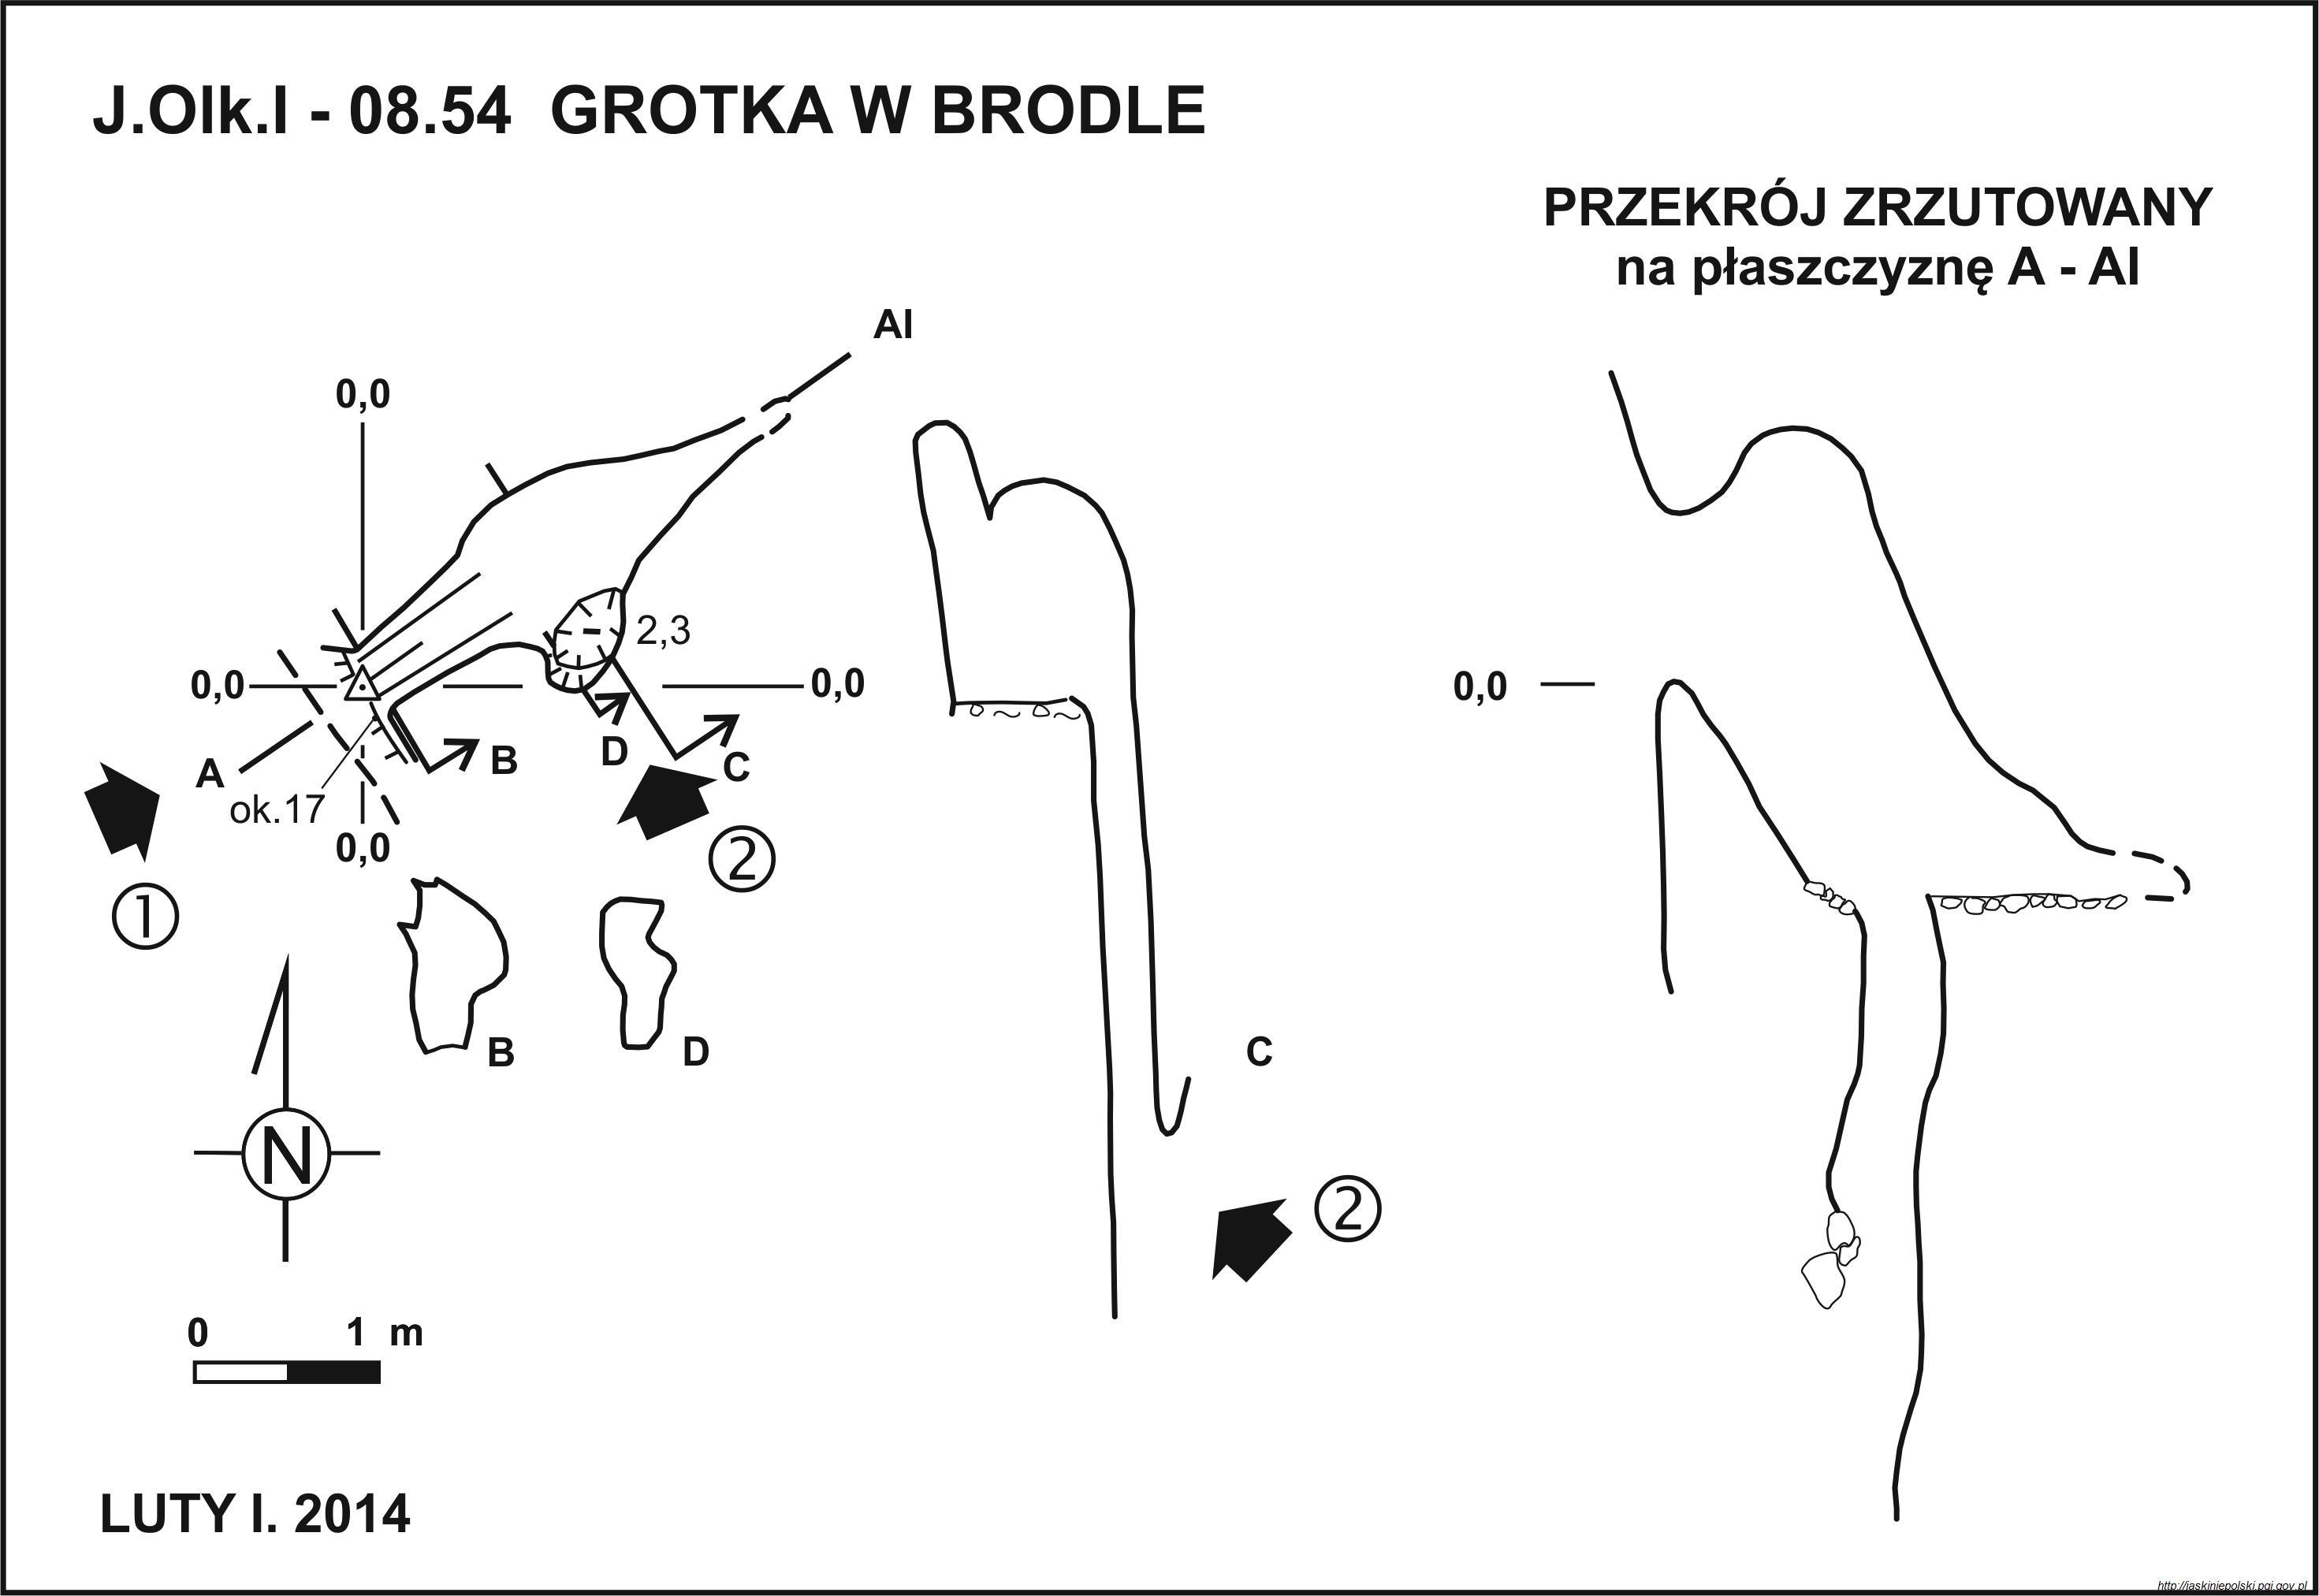 J.Olk.I - 08.54 GROTKA W BRODLE
PRZEKRÓJ ZRZUTOWANY
na płaszczyznę A - AI
AI
0,0
2,3
0,0
0,0
0,0
D
B
C
A
ok.17
0,0
2
1
B
D
C
N
2
0 1 m
LUTY I. 2014
http://jaskiniepolski.pgi.gov.pl